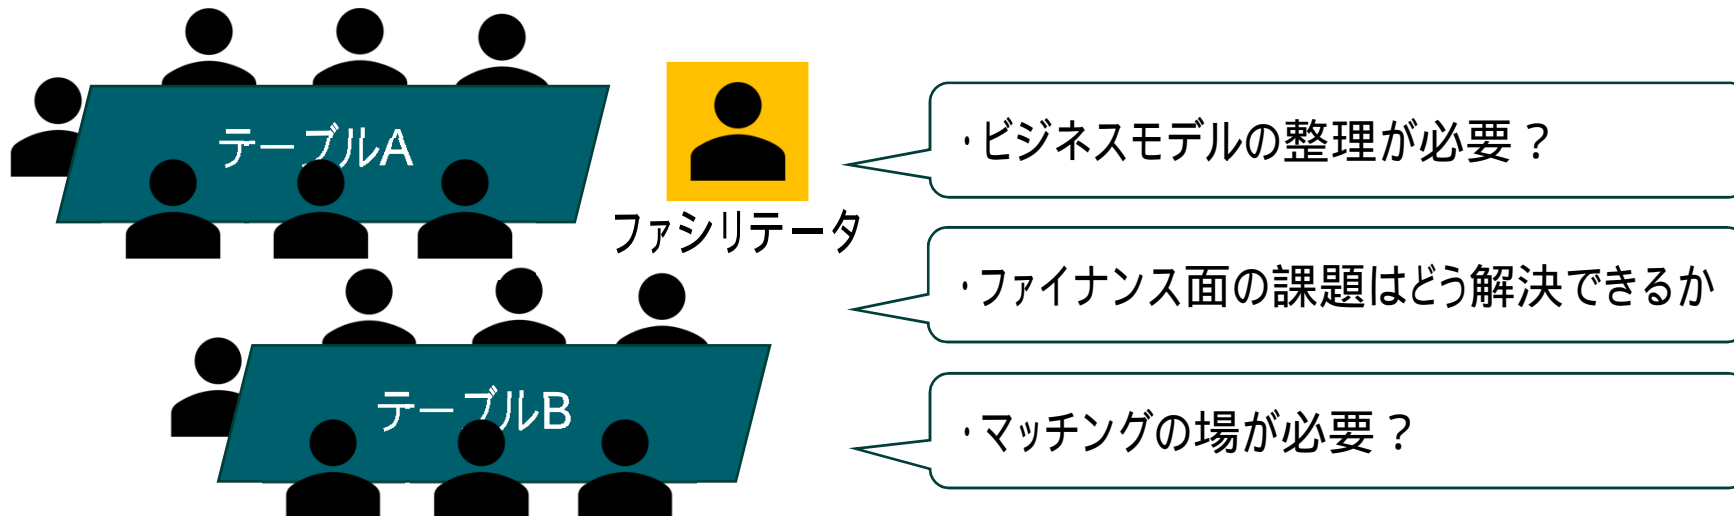 テーブルA
ファシリテータ
・ビジネスモデルの整理が必要？
・ファイナンス面の課題はどう解決できるか
テーブルB
・マッチングの場が必要？